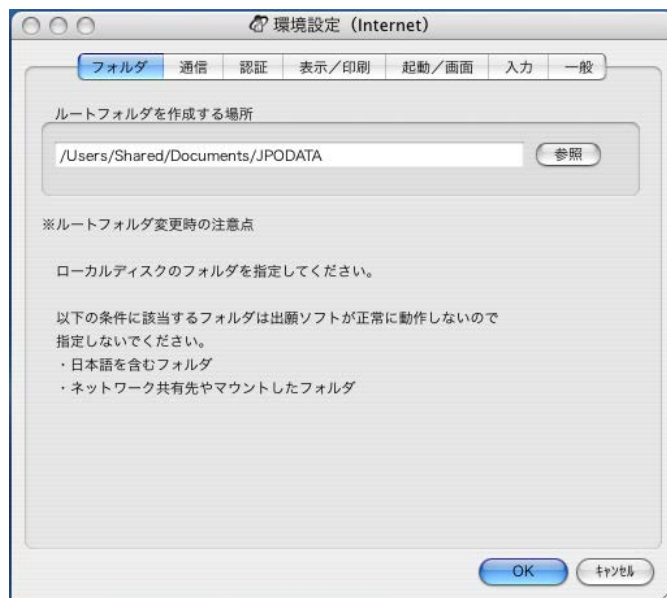 環境設定（Internet）
フォルダ 通信 認証 表示／印刷 起動／画面 入力 一般
ルートフォルダを作成する場所
/Users/Shared/Documents/JPODATA 参照
※ルートフォルダ変更時の注意点
ローカルディスクのフォルダを指定してください。
以下の条件に該当するフォルダは出願ソフトが正常に動作しないので
指定しないでください。
・日本語を含むフォルダ
・ネットワーク共有先やマウントしたフォルダ
OK ｷｬﾝｾﾙ